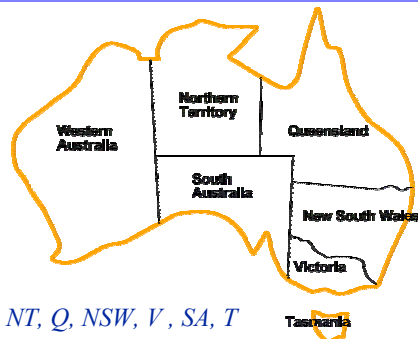 Northern
Territory
Western
Australia
Queensland
South
Australia
New South Wales
Victoria
NT, Q, NSW, V , SA, T
Tasmania